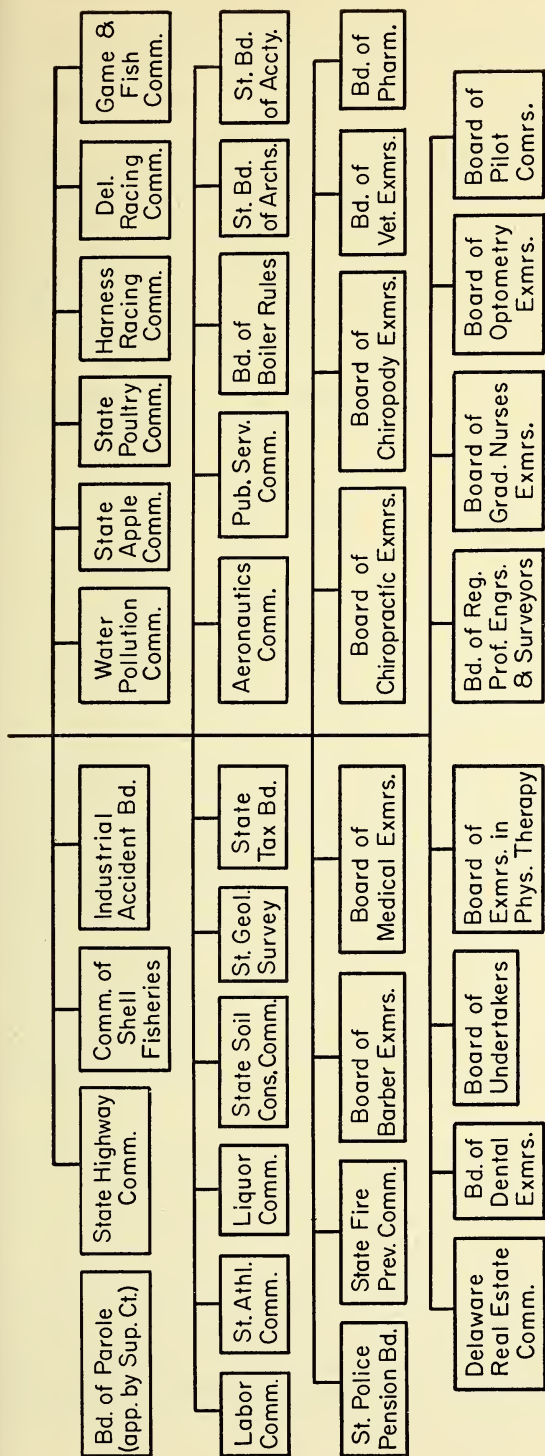 Bd. of Parole
(app. by Sup. Ct.)
State Highway
Comm.
Comm. of
Shell
Fisheries
Industrial
Accident Bd.
Water
Pollution
Comm.
State
Apple
Comm.
State
Poultry
Comm.
Harness
Racing
Comm.
Del.
Racing
Comm.
Game &
Fish
Comm.
Labor
Comm.
St. Athl.
Comm.
Liquor
Comm.
State Soil
Cons. Comm.
St. Geol.
Survey
State
Tax Bd.
Aeronautics
Comm.
Pub. Serv.
Comm.
Bd. of
Boiler Rules
St. Bd.
of Archs.
St. Bd.
of Accty.
St. Police
Pension Bd.
State Fire
Prev. Comm.
Board of
Barber Exmrs.
Board of
Medical Exmrs.
Board of
Chiropractic Exmrs.
Board of
Chiropody Exmrs.
Bd. of
Vet. Exmrs.
Bd. of
Pharm.
Delaware
Real Estate
Comm.
Bd. of
Dental
Exmrs.
Board of
Undertakers
Board of
Exmrs. in
Phys. Therapy
Bd. of Reg.
Prof. Engrs.
& Surveyors
Board of
Grad. Nurses
Exmrs.
Board of
Optometry
Exmrs.
Board of
Pilot
Comrs.